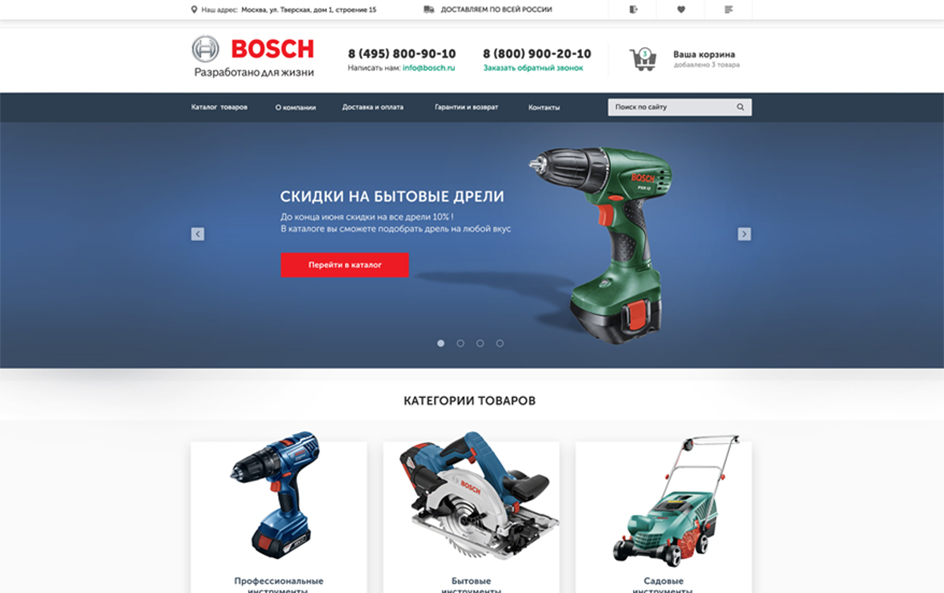 Наш адрес: Москва, ул. Тверская, дом 1, строение 15
ДОСТАВЛЯЕМ ПО ВСЕЙ РОССИИ
BOSCH
Разработано для жизни
8 (495) 800-90-10
Написать нам: info@bosch.ru
8 (800) 900-20-10
Заказать обратный звонок
3
Ваша корзина
добавлено 3 товара
Каталог товаров
О компании
Доставка и оплата
Гарантии и возврат
Контакты
Поиск по сайту
СКИДКИ НА БЫТОВЫЕ ДРЕЛИ
До конца июня скидки на все дрели 10% !
В каталоге вы сможете подобрать дрель на любой вкус
Перейти в каталог
BOSCH
КАТЕГОРИИ ТОВАРОВ
BOSCH
Профессиональные
инструменты
Бытовые
инструменты
Садовые
инструменты